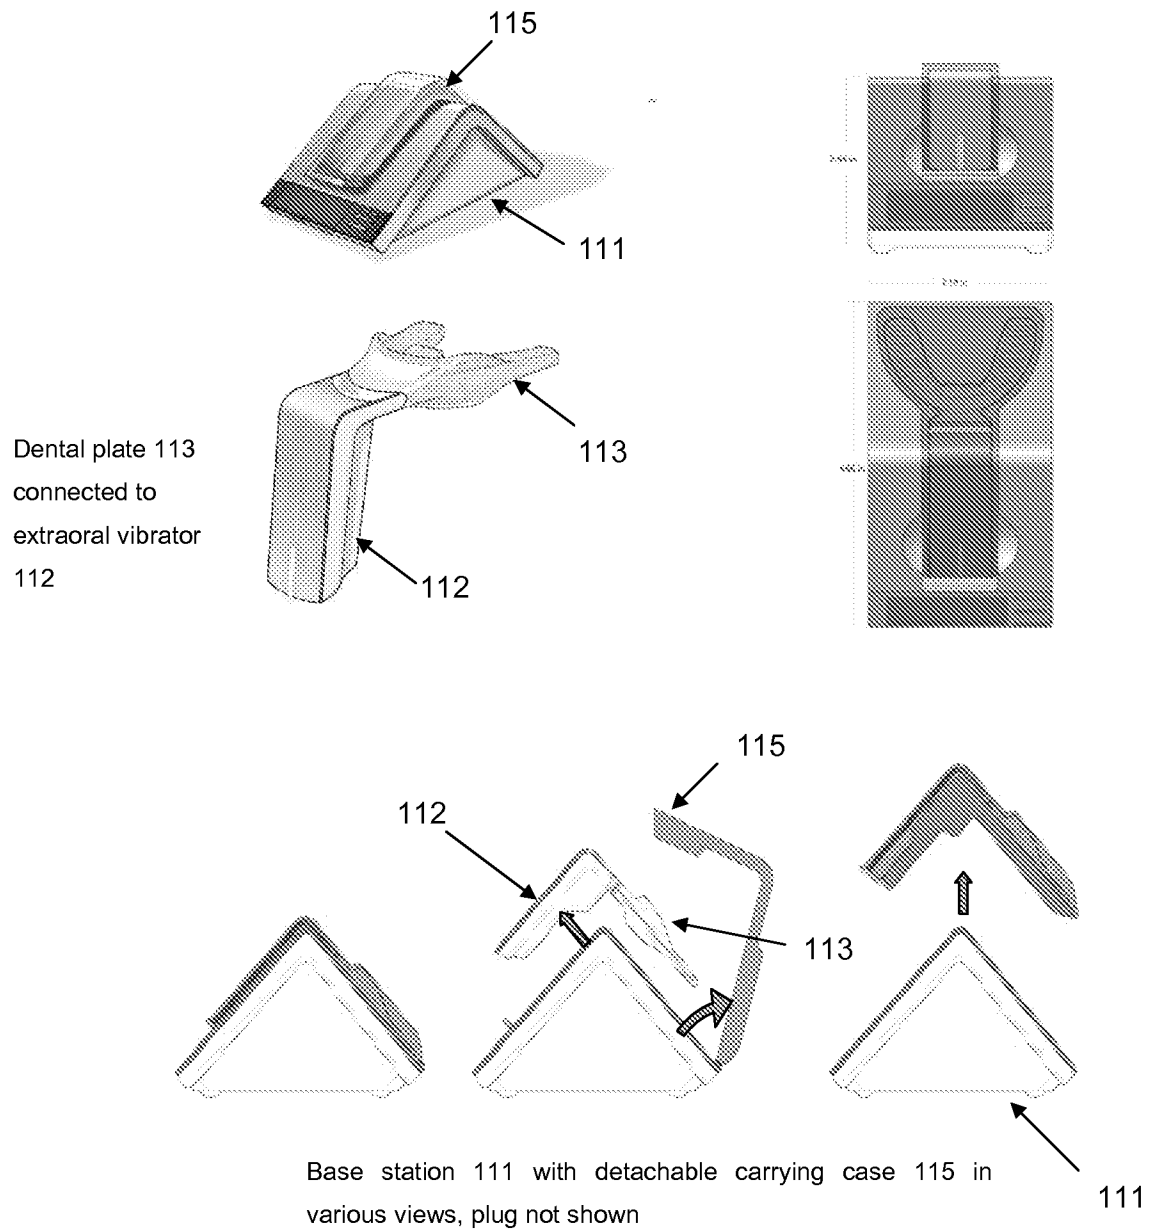 115
111
113
Dental plate 113
connected to
extraoral vibrator
112
112
115
112
113
111
Base station 111 with detachable carrying case 115 in
various views, plug not shown